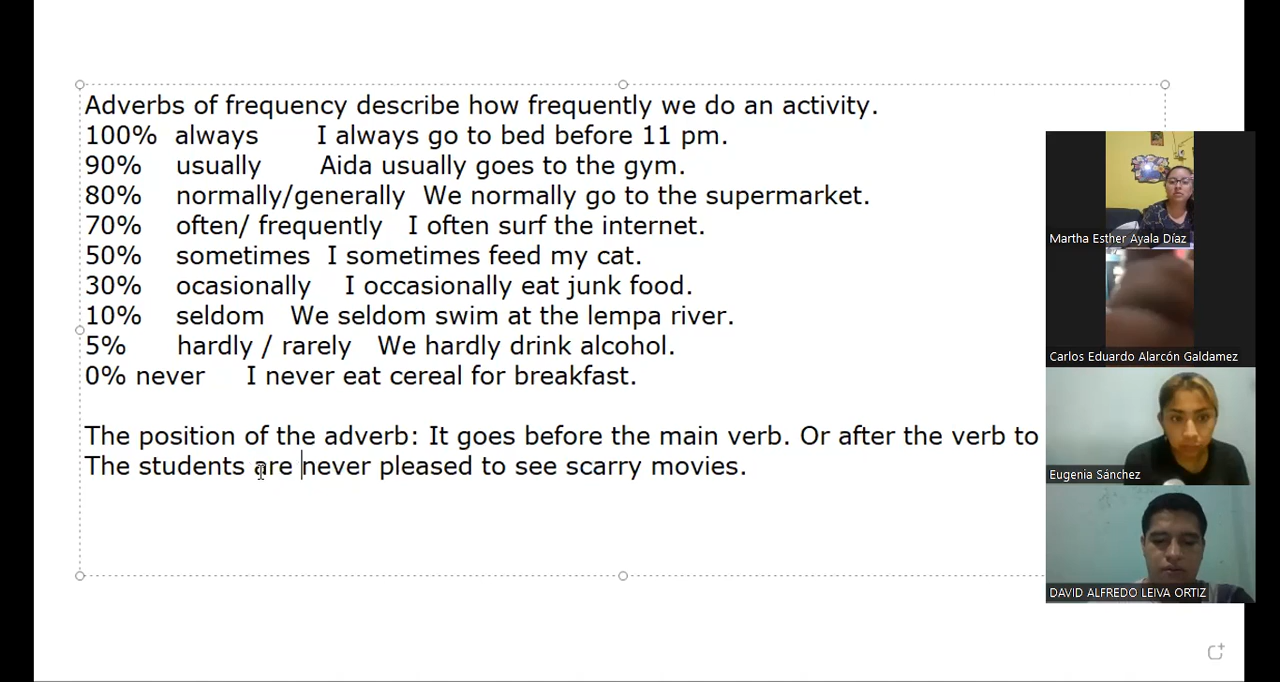 Adverbs of frequency describe how frequently we do an activity.
100% always I always go to bed before 11 pm.
90% usually Aida usually goes to the gym.
80% normally/generally We normally go to the supermarket.
70% often/ frequently I often surf the internet.
50% sometimes I sometimes feed my cat.
30% ocasionally I occasionally eat junk food.
10% seldom We seldom swim at the lempa river.
5% hardly / rarely We hardly drink alcohol.
0% never I never eat cereal for breakfast.
The position of the adverb: It goes before the main verb. Or after the verb to
The students are never pleased to see scarry movies.
Martha Esther Ayala Díaz
Carlos Eduardo Alarcón Galdamez
Eugenia Sánchez
DAVID ALFREDO LEIVA ORTIZ